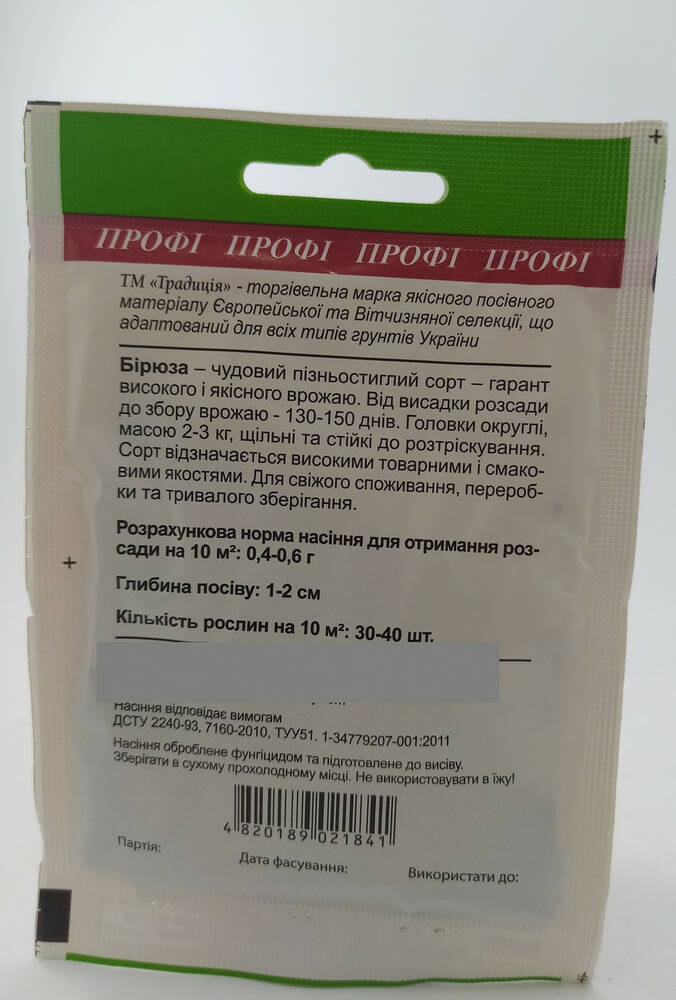 ПРОФІ ПРОФІ ПРОФІ ПРОФІ
ТМ «Традиція» - торгівельна марка якісного посівного
матеріалу Європейської та Вітчизняної селекції, що
адаптований для всіх типів грунтів України
Бірюза – чудовий пізньостиглий сорт – гарант
високого і якісного врожаю. Від висадки розсади
до збору врожаю - 130-150 днів. Головки округлі,
масою 2-3 кг, щільні та стійкі до розтріскування.
Сорт відзначається високими товарними і смако-
вими якостями. Для свіжого споживання, перероб-
ки та тривалого зберігання.
Розрахункова норма насіння для отримання роз-
сади на 10 м²: 0,4-0,6 г
Глибина посіву: 1-2 см
Кількість рослин на 10 м²: 30-40 шт.
Насіння відповідає вимогам
ДСТУ 2240-93, 7160-2010, ТУУ51. 1-34779207-001:2011
Насіння оброблене фунгіцидом та підготовлене до висіву.
Зберігати в сухому прохолодному місці. Не використовувати в їжу!
4 820189 021841
Партія:
Дата фасування:
Використати до: